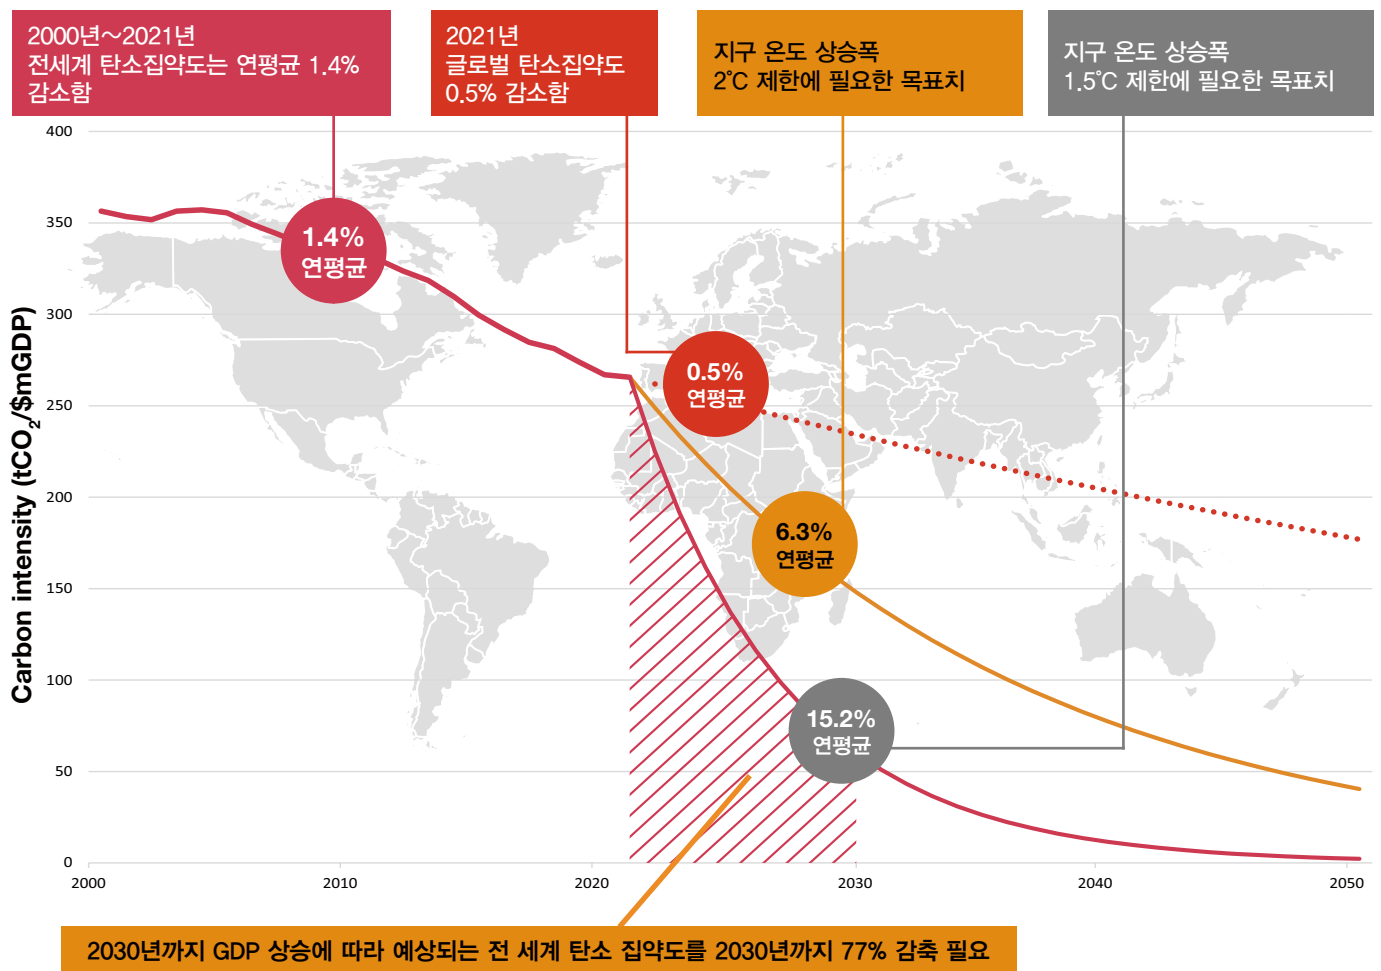 2000년~2021년
전세계 탄소집약도는 연평균 1.4%
감소함
2021년
글로벌 탄소집약도
0.5% 감소함
지구 온도 상승폭
2℃ 제한에 필요한 목표치
지구 온도 상승폭
1.5℃ 제한에 필요한 목표치
Carbon intensity (tCO₂/$mGDP)
400
350
300
250
200
150
100
50
0
1.4%
연평균
0.5%
연평균
6.3%
연평균
15.2%
연평균
2000
2010
2020
2030
2040
2050
2030년까지 GDP 상승에 따라 예상되는 전 세계 탄소 집약도를 2030년까지 77% 감축 필요